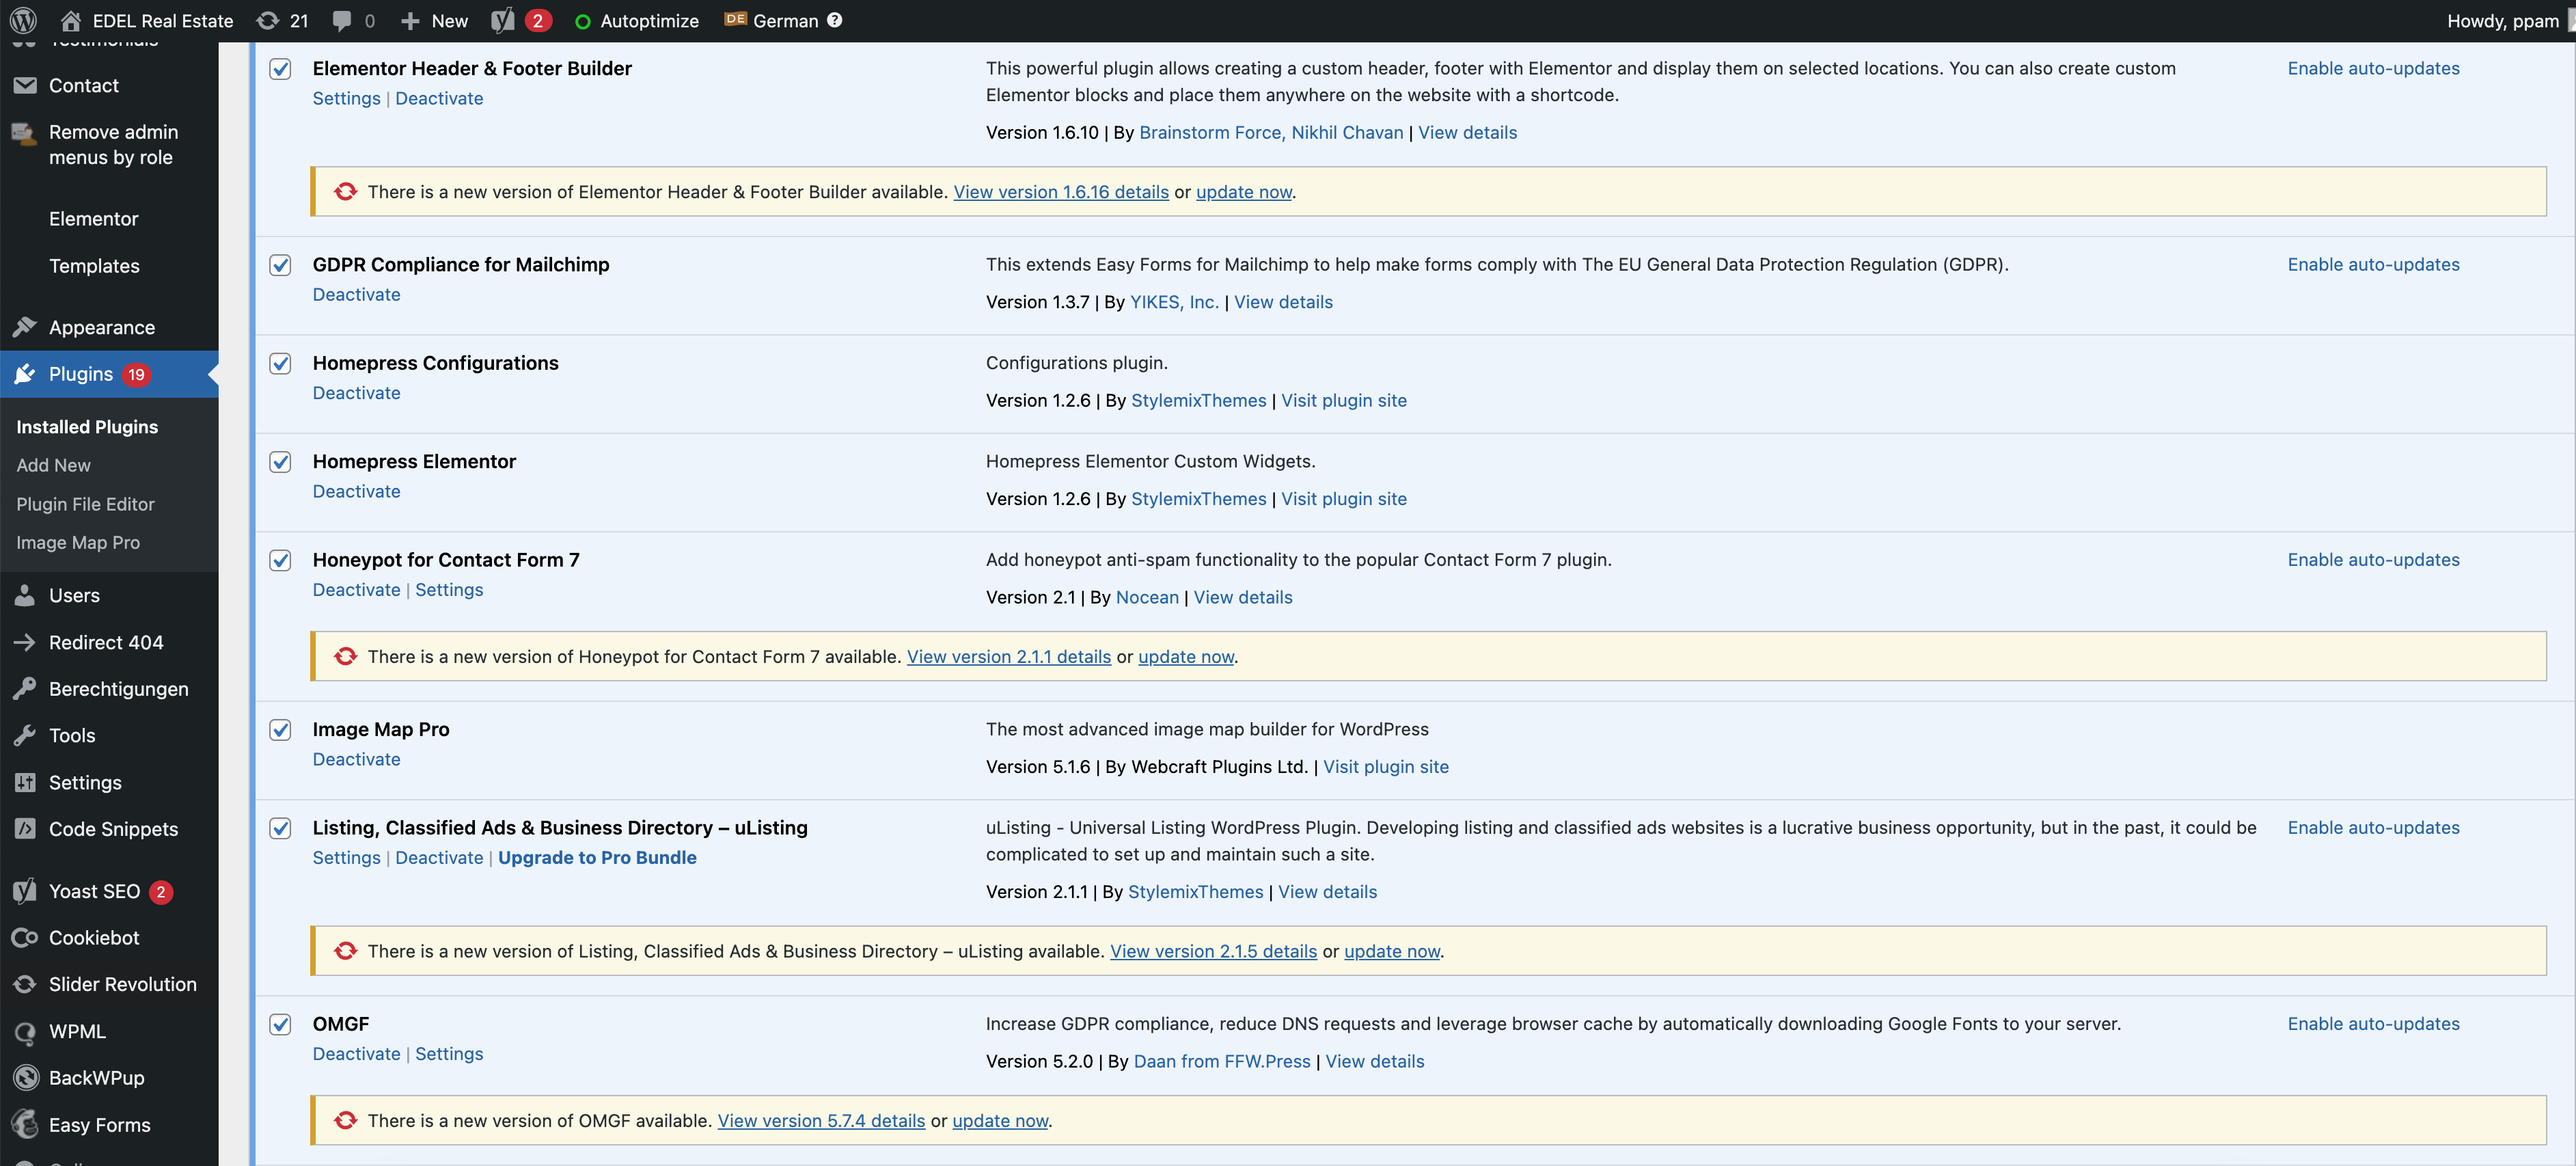 EDEL Real Estate 21 0 New 2 Autoptimize DE German ? Howdy, ppam
Testimonials
Contact
Remove admin
menus by role
Elementor
Templates
Appearance
Plugins 19
Installed Plugins
Add New
Plugin File Editor
Image Map Pro
Users
Redirect 404
Berechtigungen
Tools
Settings
Code Snippets
Yoast SEO 2
Cookiebot
Slider Revolution
WPML
BackWPup
Easy Forms
Elementor Header & Footer Builder
Settings | Deactivate
This powerful plugin allows creating a custom header, footer with Elementor and display them on selected locations. You can also create custom
Elementor blocks and place them anywhere on the website with a shortcode.
Version 1.6.10 | By Brainstorm Force, Nikhil Chavan | View details
Enable auto-updates
There is a new version of Elementor Header & Footer Builder available. View version 1.6.16 details or update now.
GDPR Compliance for Mailchimp
Deactivate
This extends Easy Forms for Mailchimp to help make forms comply with The EU General Data Protection Regulation (GDPR).
Version 1.3.7 | By YIKES, Inc. | View details
Enable auto-updates
Homepress Configurations
Deactivate
Configurations plugin.
Version 1.2.6 | By StylemixThemes | Visit plugin site
Homepress Elementor
Deactivate
Homepress Elementor Custom Widgets.
Version 1.2.6 | By StylemixThemes | Visit plugin site
Honeypot for Contact Form 7
Deactivate | Settings
Add honeypot anti-spam functionality to the popular Contact Form 7 plugin.
Version 2.1 | By Nocean | View details
Enable auto-updates
There is a new version of Honeypot for Contact Form 7 available. View version 2.1.1 details or update now.
Image Map Pro
Deactivate
The most advanced image map builder for WordPress
Version 5.1.6 | By Webcraft Plugins Ltd. | Visit plugin site
Listing, Classified Ads & Business Directory – uListing
Settings | Deactivate | Upgrade to Pro Bundle
uListing - Universal Listing WordPress Plugin. Developing listing and classified ads websites is a lucrative business opportunity, but in the past, it could be
complicated to set up and maintain such a site.
Version 2.1.1 | By StylemixThemes | View details
Enable auto-updates
There is a new version of Listing, Classified Ads & Business Directory – uListing available. View version 2.1.5 details or update now.
OMGF
Deactivate | Settings
Increase GDPR compliance, reduce DNS requests and leverage browser cache by automatically downloading Google Fonts to your server.
Version 5.2.0 | By Daan from FFW.Press | View details
Enable auto-updates
There is a new version of OMGF available. View version 5.7.4 details or update now.